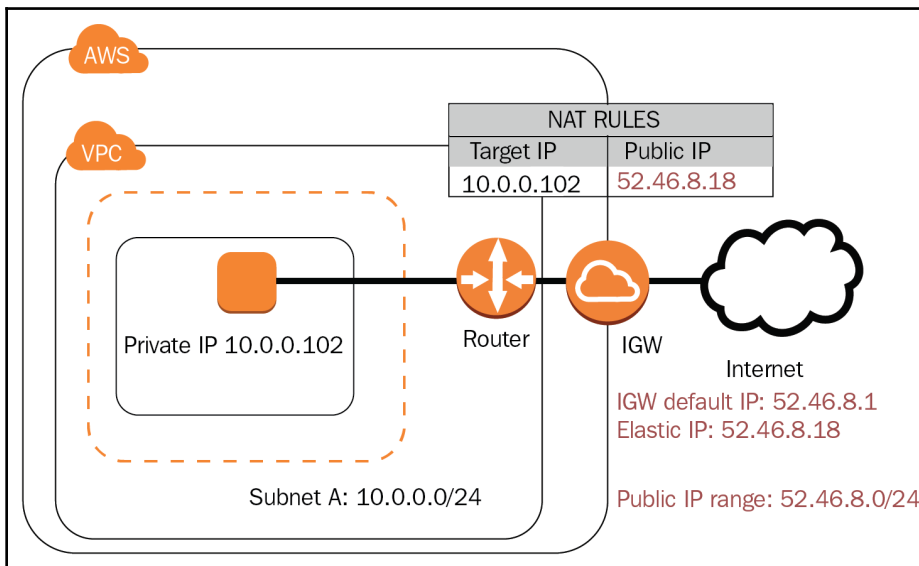 AWS
NAT RULES
Target IP Public IP
10.0.0.102 52.46.8.18
VPC
Private IP 10.0.0.102
Router
IGW
Internet
IGW default IP: 52.46.8.1
Elastic IP: 52.46.8.18
Subnet A: 10.0.0.0/24
Public IP range: 52.46.8.0/24